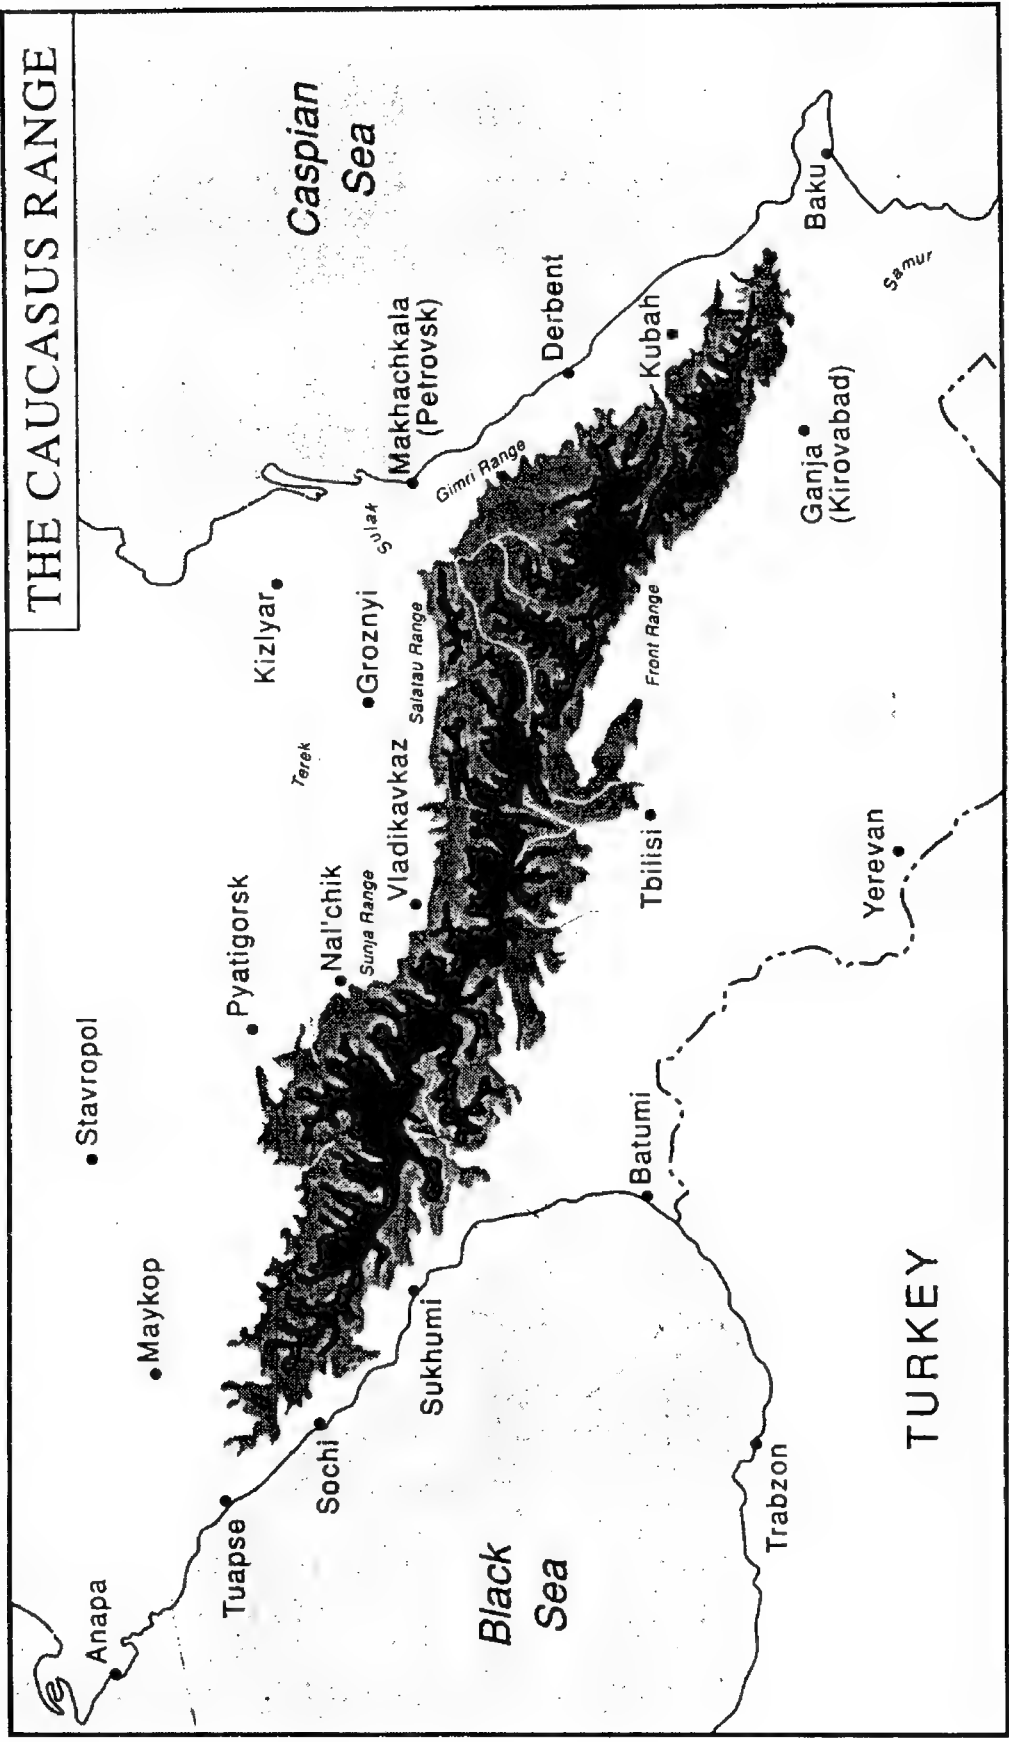 THE CAUCASUS RANGE
Stavropol
Anapa
Maykop
Pyatigorsk
Kizlyar
Caspian
Sea
Tuapse
Terek
Nal'chik
Sunja Range
Groznyi
Sulak
Sochi
Vladikavkaz
Salatau Range
Makhachkala
(Petrovsk)
Sukhumi
Gimri Range
Derbent
Black
Sea
Batumi
Tbilisi
Front Range
Kubah
Trabzon
Ganja
(Kirovabad)
Baku
Yerevan
Samur
TURKEY